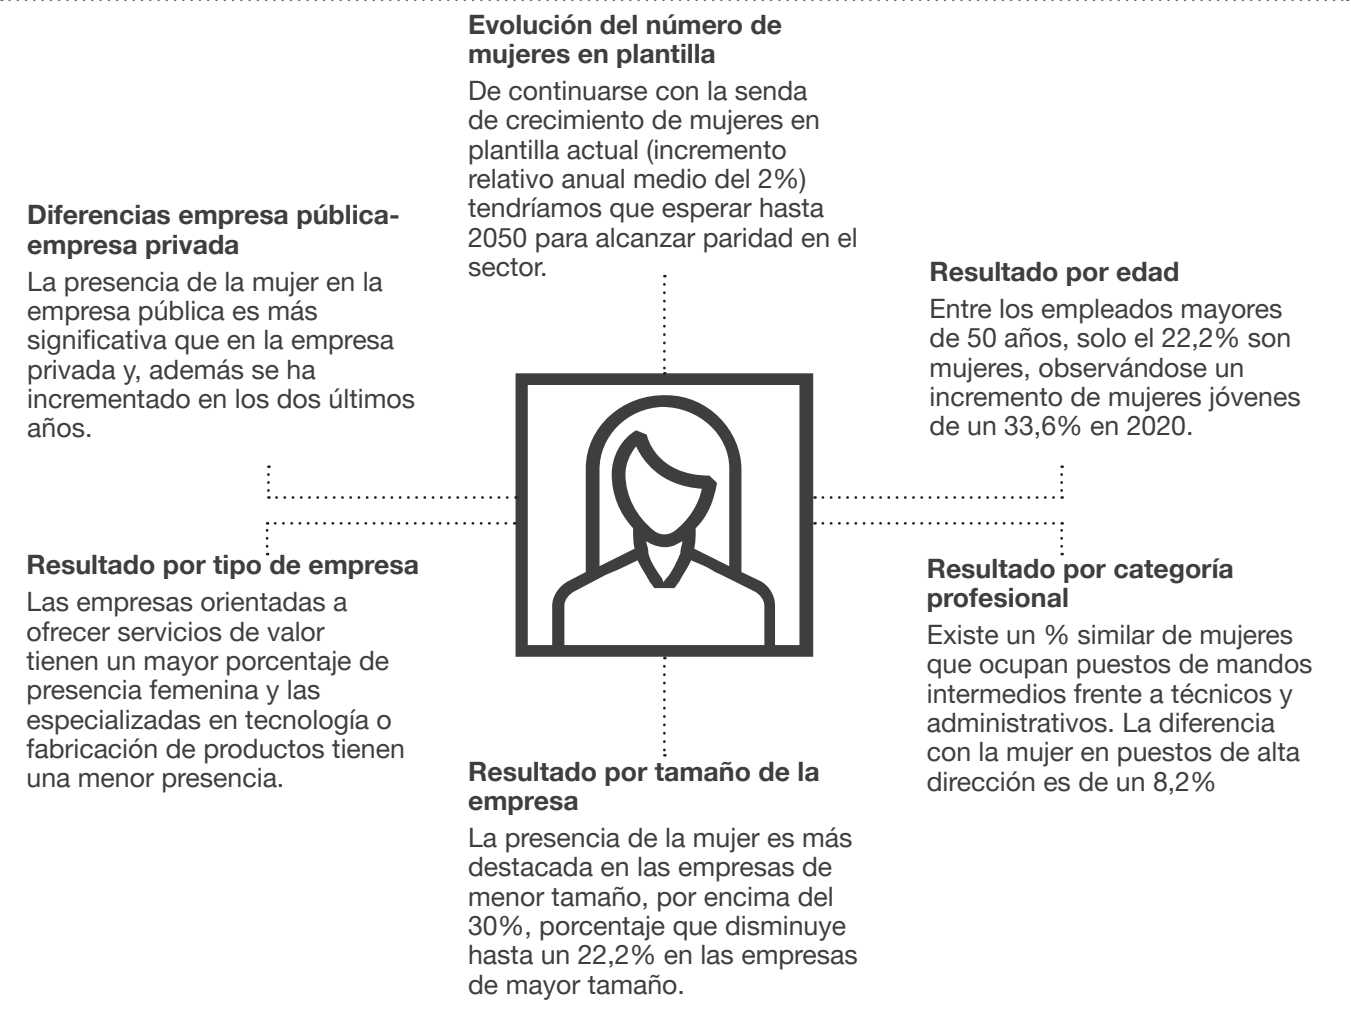 Evolución del número de
mujeres en plantilla
De continuarse con la senda
de crecimiento de mujeres en
plantilla actual (incremento
relativo anual medio del 2%)
tendríamos que esperar hasta
2050 para alcanzar paridad en el
sector.
Diferencias empresa pública-
empresa privada
La presencia de la mujer en la
empresa pública es más
significativa que en la empresa
privada y, además se ha
incrementado en los dos últimos
años.
Resultado por edad
Entre los empleados mayores
de 50 años, solo el 22,2% son
mujeres, observándose un
incremento de mujeres jóvenes
de un 33,6% en 2020.
Resultado por tipo de empresa
Las empresas orientadas a
ofrecer servicios de valor
tienen un mayor porcentaje de
presencia femenina y las
especializadas en tecnología o
fabricación de productos tienen
una menor presencia.
Resultado por categoría
profesional
Existe un % similar de mujeres
que ocupan puestos de mandos
intermedios frente a técnicos y
administrativos. La diferencia
con la mujer en puestos de alta
dirección es de un 8,2%
Resultado por tamaño de la
empresa
La presencia de la mujer es más
destacada en las empresas de
menor tamaño, por encima del
30%, porcentaje que disminuye
hasta un 22,2% en las empresas
de mayor tamaño.